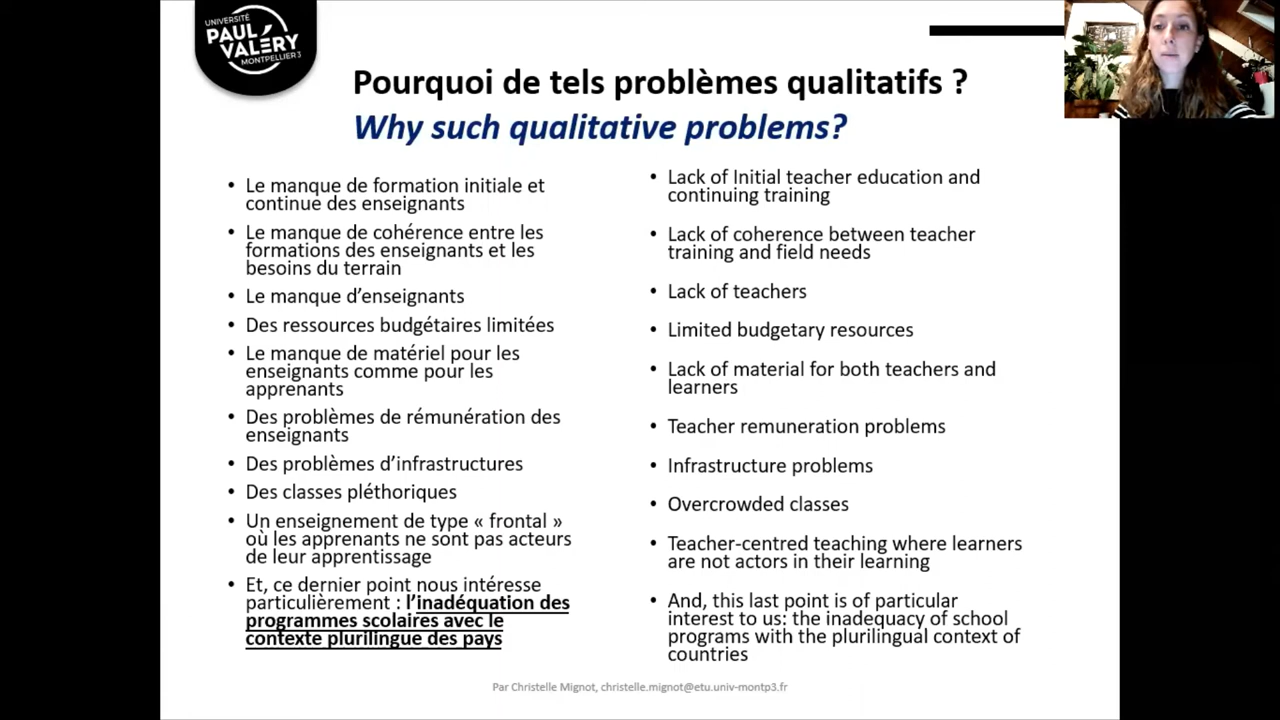 UNIVERSITÉ
PAUL
VALÉRY
MONTPELLIER 3
Pourquoi de tels problèmes qualitatifs ?
Why such qualitative problems?
• Le manque de formation initiale et
continue des enseignants
• Le manque de cohérence entre les
formations des enseignants et les
besoins du terrain
• Le manque d’enseignants
• Des ressources budgétaires limitées
• Le manque de matériel pour les
enseignants comme pour les
apprenants
• Des problèmes de rémunération des
enseignants
• Des problèmes d’infrastructures
• Des classes pléthoriques
• Un enseignement de type « frontal »
où les apprenants ne sont pas acteurs
de leur apprentissage
• Et, ce dernier point nous intéresse
particulièrement : l’inadéquation des
programmes scolaires avec le
contexte plurilingue des pays
• Lack of Initial teacher education and
continuing training
• Lack of coherence between teacher
training and field needs
• Lack of teachers
• Limited budgetary resources
• Lack of material for both teachers and
learners
• Teacher remuneration problems
• Infrastructure problems
• Overcrowded classes
• Teacher-centred teaching where learners
are not actors in their learning
• And, this last point is of particular
interest to us: the inadequacy of school
programs with the plurilingual context of
countries
Par Christelle Mignot, christelle.mignot@etu.univ-montp3.fr